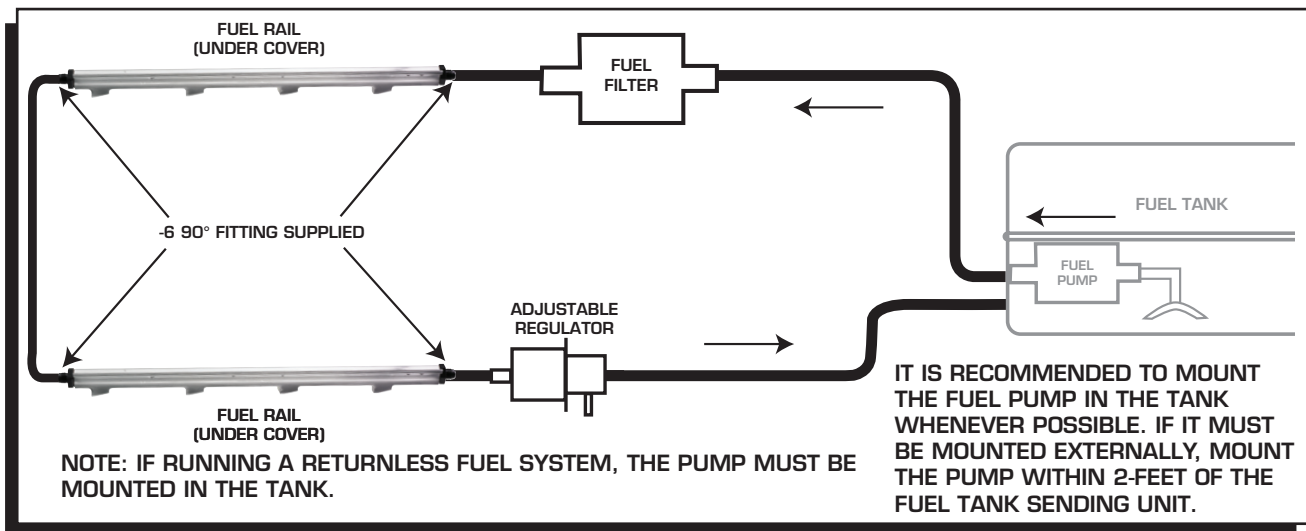 FUEL RAIL
(UNDER COVER)
FUEL
FILTER
FUEL TANK
FUEL
PUMP
-6 90° FITTING SUPPLIED
ADJUSTABLE
REGULATOR
FUEL RAIL
(UNDER COVER)
NOTE: IF RUNNING A RETURNLESS FUEL SYSTEM, THE PUMP MUST BE
MOUNTED IN THE TANK.
IT IS RECOMMENDED TO MOUNT
THE FUEL PUMP IN THE TANK
WHENEVER POSSIBLE. IF IT MUST
BE MOUNTED EXTERNALLY, MOUNT
THE PUMP WITHIN 2-FEET OF THE
FUEL TANK SENDING UNIT.